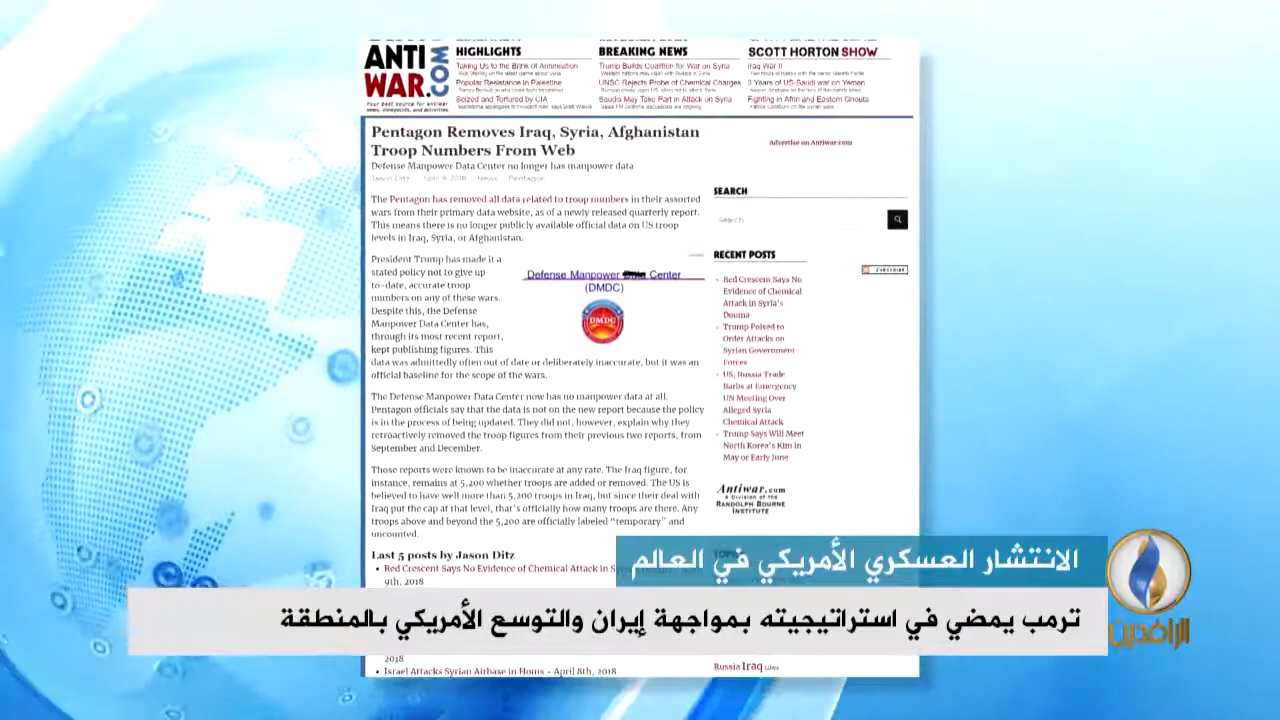 ANTI
WAR.COM
Your best source for antiwar
news, viewpoints, and activities
HIGHLIGHTS
Taking Us to the Brink of Annihilation
Popular Resistance in Palestine
Seized and Tortured by CIA
BREAKING NEWS
Trump Builds Coalition for War on Syria
UNSC Rejects Probe of Chemical Charges
Saudis May Take Part in Attack on Syria
SCOTT HORTON SHOW
Iraq War II
3 Years of US-Saudi war on Yemen
Fighting in Afrin and Eastern Ghouta
Pentagon Removes Iraq, Syria, Afghanistan
Troop Numbers From Web
Defense Manpower Data Center no longer has manpower data
Jason Ditz April 9, 2018 News Pentagon
The Pentagon has removed all data related to troop numbers in their assorted
wars from their primary data website, as of a newly released quarterly report.
This means there is no longer publicly available official data on US troop
levels in Iraq, Syria, or Afghanistan.
President Trump has made it a
stated policy not to give up
to-date, accurate troop
numbers on any of these wars.
Despite this, the Defense
Manpower Data Center has,
through its most recent report,
kept publishing figures. This
data was admittedly often out of date or deliberately inaccurate, but it was an
official baseline for the scope of the wars.
Defense Manpower Data Center
(DMDC)
DMDC
The Defense Manpower Data Center now has no manpower data at all.
Pentagon officials say that the data is not on the new report because the policy
is in the process of being updated. They did not, however, explain why they
retroactively removed the troop figures from their previous two reports, from
September and December.
Those reports were known to be inaccurate at any rate. The Iraq figure, for
instance, remains at 5,200 whether troops are added or removed. The US is
believed to have well more than 5,200 troops in Iraq, but since their deal with
Iraq put the cap at that level, that's officially how many troops are there. Any
troops above and beyond the 5,200 are officially labeled "temporary" and
uncounted.
Last 5 posts by Jason Ditz
• Red Crescent Says No Evidence of Chemical Attack in
9th, 2018
2018
• Israel Attacks Syrian Airbase in Homs - April 8th, 2018
Advertise on Antiwar.com
SEARCH
Search
RECENT POSTS
SUBSCRIBE
Red Crescent Says No
Evidence of Chemical
Attack in Syria's
Douma
Trump Poised to
Order Attacks on
Syrian Government
Forces
US, Russia Trade
Barbs at Emergency
UN Meeting Over
Alleged Syria
Chemical Attack
Trump Says Will Meet
North Korea's Kim in
May or Early June
Antiwar.com
a Division of the
RANDOLPH BOURNE
INSTITUTE
Russia Iraq Libya
الانتشار العسكري الأمريكي في العالم
ترمب يمضي في استراتيجيته بمواجهة إيران والتوسع الأمريكي بالمنطقة
الرافدين